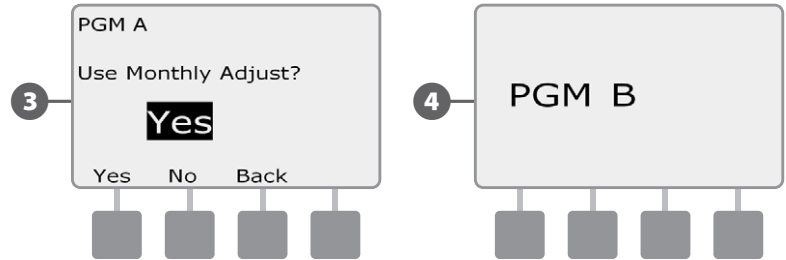 3
PGM A
Use Monthly Adjust?
Yes
Yes No Back
4
PGM B